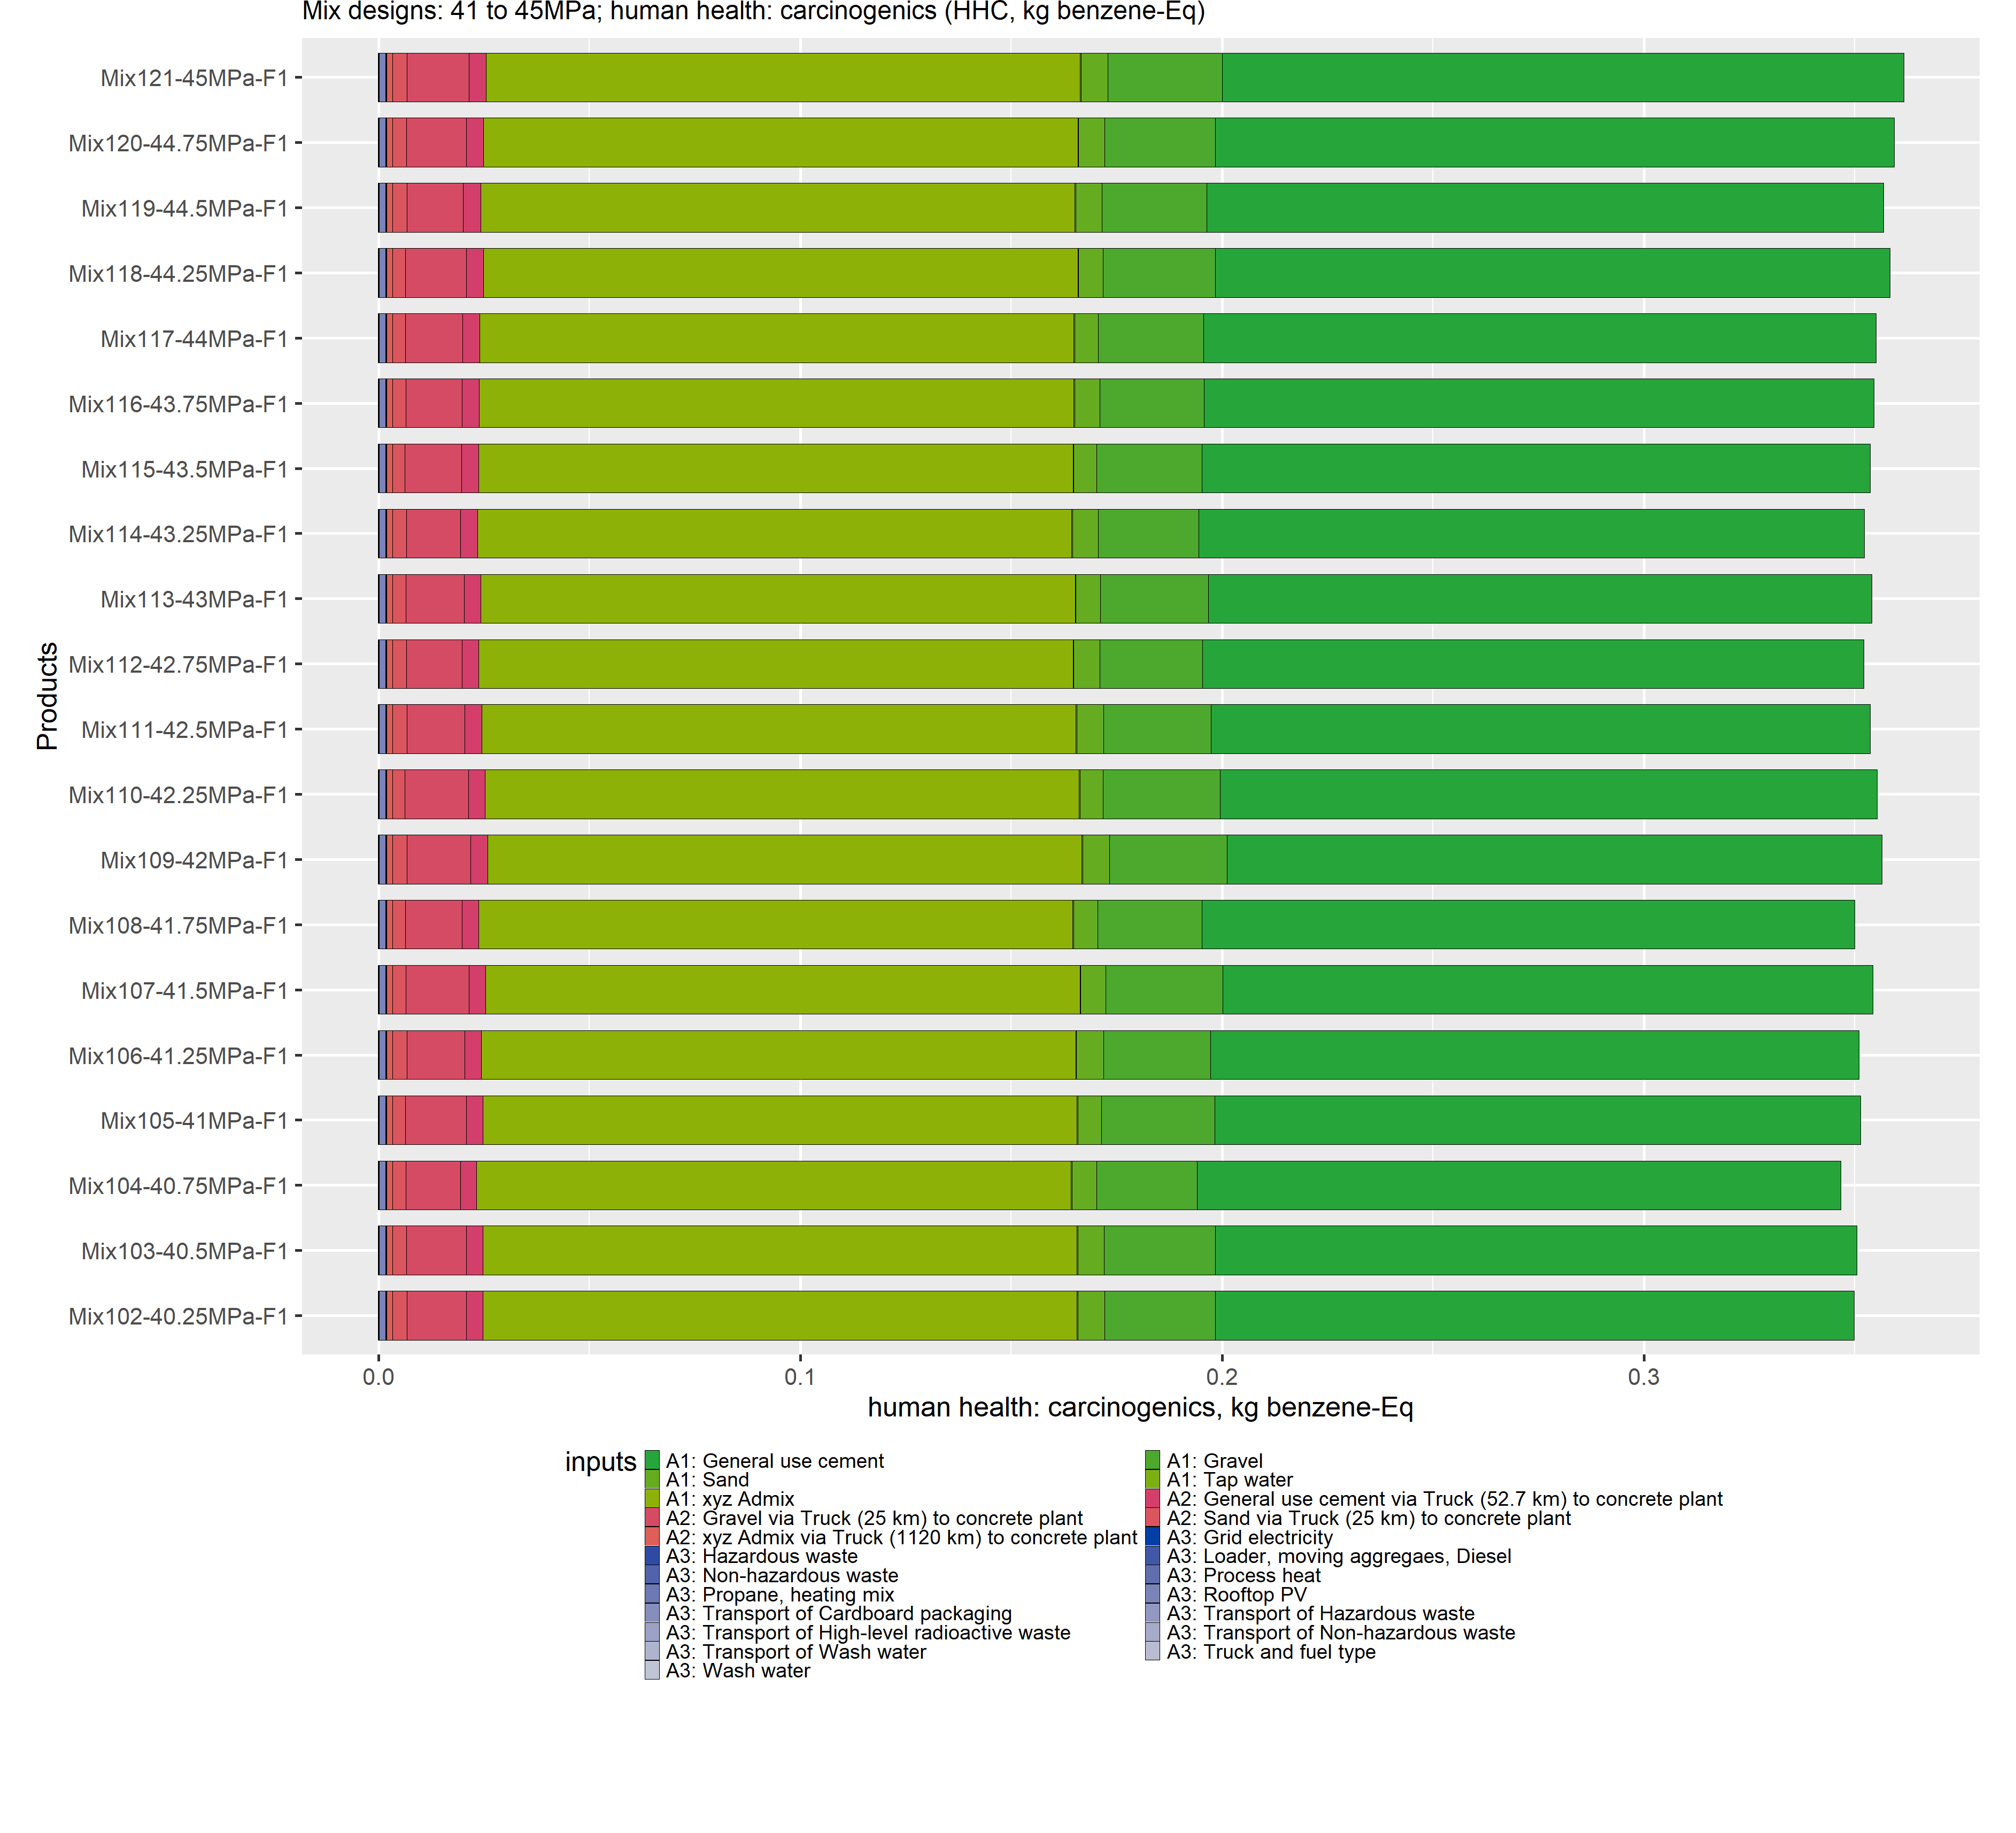 Mix designs: 41 to 45MPa; human health: carcinogenics (HHC, kg benzene-Eq)
Mix121-45MPa-F1
Mix120-44.75MPa-F1
Mix119-44.5MPa-F1
Mix118-44.25MPa-F1
Mix117-44MPa-F1
Mix116-43.75MPa-F1
Mix115-43.5MPa-F1
Mix114-43.25MPa-F1
Mix113-43MPa-F1
Mix112-42.75MPa-F1
Mix111-42.5MPa-F1
Mix110-42.25MPa-F1
Mix109-42MPa-F1
Mix108-41.75MPa-F1
Mix107-41.5MPa-F1
Mix106-41.25MPa-F1
Mix105-41MPa-F1
Mix104-40.75MPa-F1
Mix103-40.5MPa-F1
Mix102-40.25MPa-F1
Products
0.0 0.1 0.2 0.3
human health: carcinogenics, kg benzene-Eq
inputs
A1: General use cement A1: Gravel
A1: Sand A1: Tap water
A1: xyz Admix A2: General use cement via Truck (52.7 km) to concrete plant
A2: Gravel via Truck (25 km) to concrete plant A2: Sand via Truck (25 km) to concrete plant
A2: xyz Admix via Truck (1120 km) to concrete plant A3: Grid electricity
A3: Hazardous waste A3: Loader, moving aggregaes, Diesel
A3: Non-hazardous waste A3: Process heat
A3: Propane, heating mix A3: Rooftop PV
A3: Transport of Cardboard packaging A3: Transport of Hazardous waste
A3: Transport of High-level radioactive waste A3: Transport of Non-hazardous waste
A3: Transport of Wash water A3: Truck and fuel type
A3: Wash water